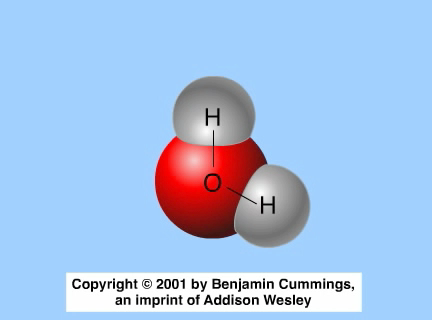 H
O
H
Copyright © 2001 by Benjamin Cummings,
an imprint of Addison Wesley